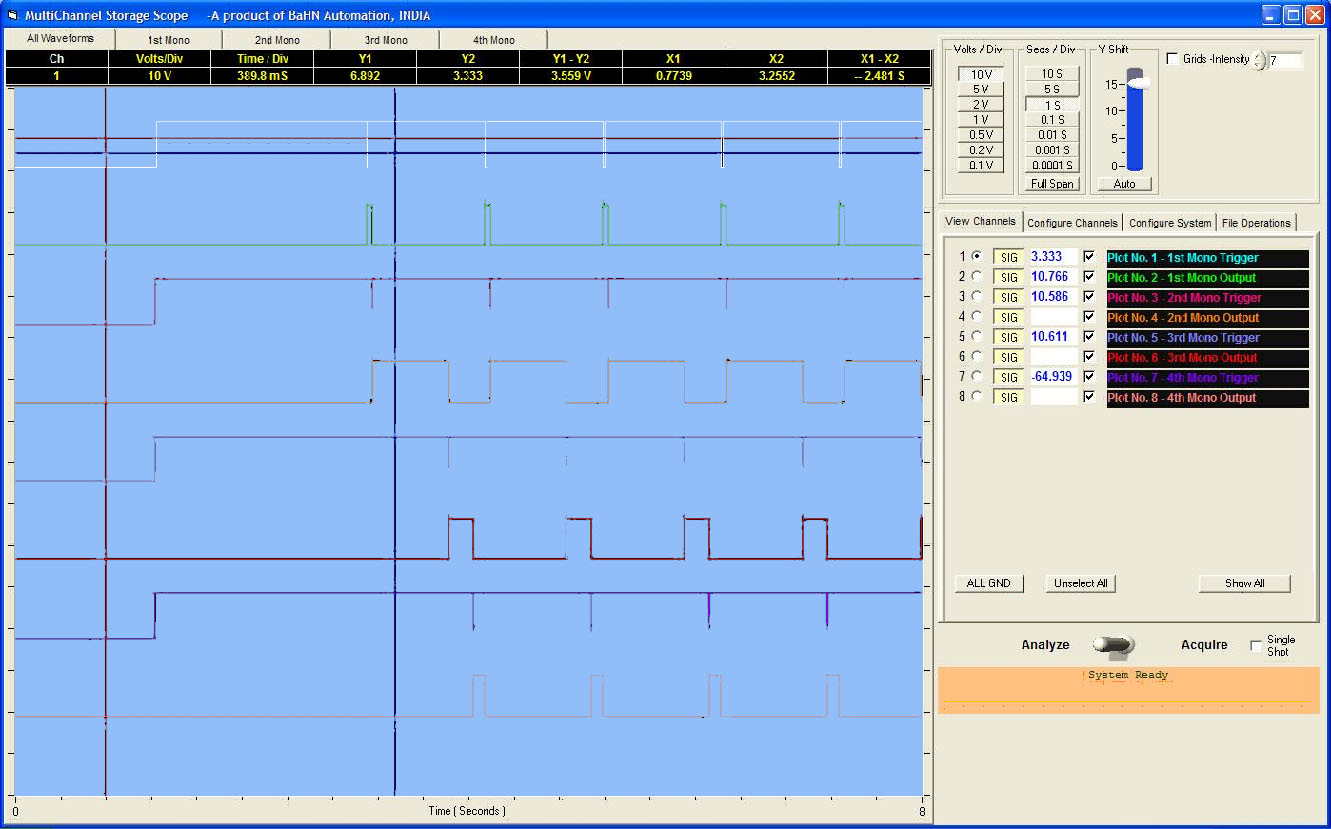 MultiChannel Storage Scope -A product of BaHN Automation, INDIA
All Waveforms 1st Mono 2nd Mono 3rd Mono 4th Mono
Ch Volts/Div Time / Div Y1 Y2 Y1 - Y2 X1 X2 X1 - X2
1 10 V 389.8 mS 6.892 3.333 3.559 V 0.7739 3.2552 -- 2.481 S
0 Time ( Seconds ) 8
Volts / Div
10 V
5 V
2 V
1 V
0.5 V
0.2 V
0.1 V
Secs / Div
10 S
5 S
1 S
0.1 S
0.01 S
0.001 S
0.0001 S
Full Span
Y Shift
15
10
5
0
Auto
Grids -Intensity 7
View Channels Configure Channels Configure System File Operations
1 SIG 3.333 Plot No. 1 - 1st Mono Trigger
2 SIG 10.766 Plot No. 2 - 1st Mono Output
3 SIG 10.586 Plot No. 3 - 2nd Mono Trigger
4 SIG Plot No. 4 - 2nd Mono Output
5 SIG 10.611 Plot No. 5 - 3rd Mono Trigger
6 SIG Plot No. 6 - 3rd Mono Output
7 SIG -64.939 Plot No. 7 - 4th Mono Trigger
8 SIG Plot No. 8 - 4th Mono Output
ALL GND Unselect All Show All
Analyze Acquire Single Shot
System Ready